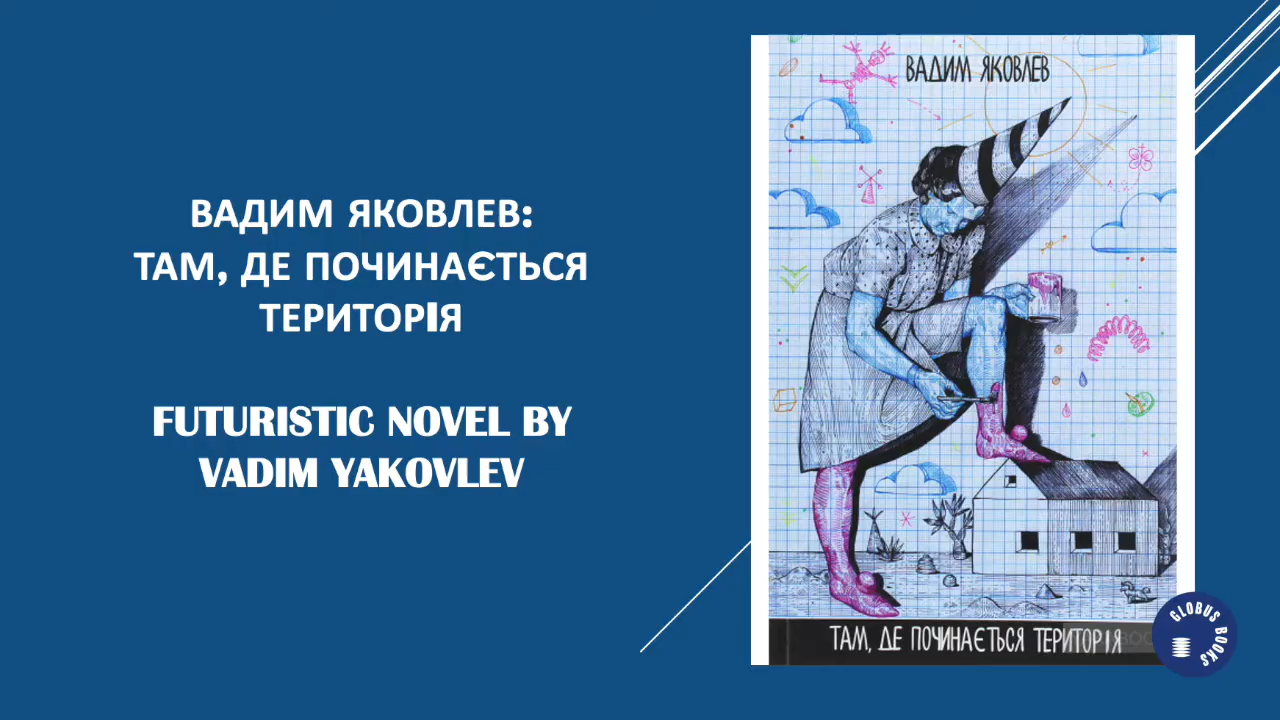 ВАДИМ ЯКОВЛЕВ:
ТАМ, ДЕ ПОЧИНАЄТЬСЯ
ТЕРИТОРІЯ
FUTURISTIC NOVEL BY
VADIM YAKOVLEV
ВАДИМ ЯКОВЛЕВ
ТАМ, ДЕ ПОЧИНАЄТЬСЯ ТЕРИТОРІЯ
GLOBUS BOOKS